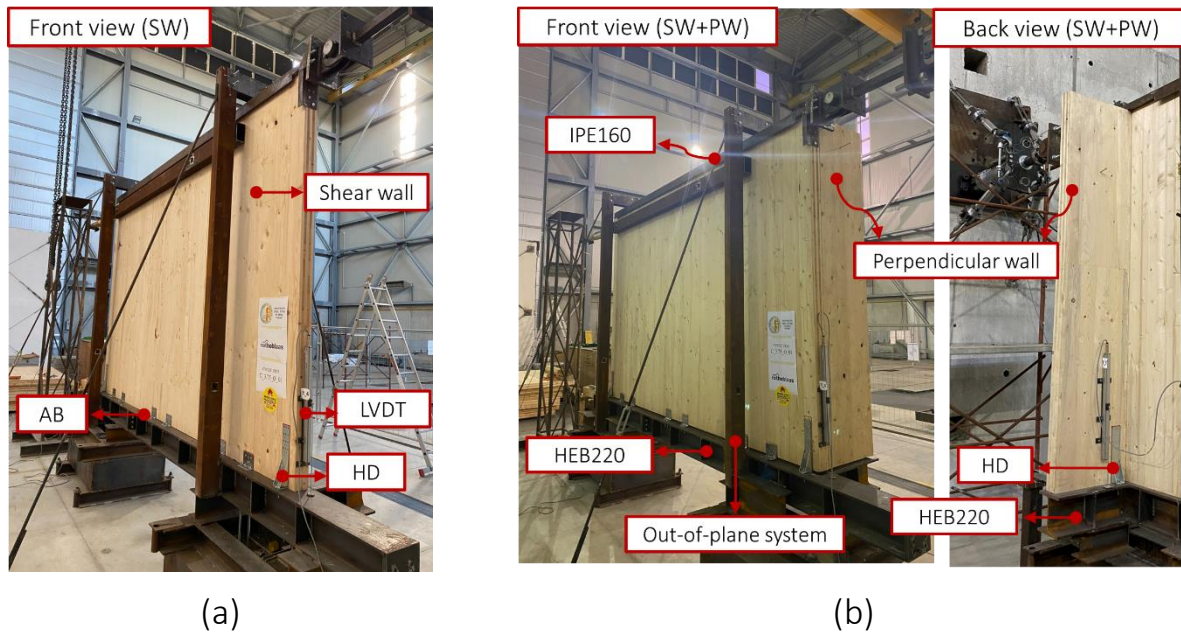 Front view (SW)
Shear wall
AB
LVDT
HD
(a)
Front view (SW+PW)
Back view (SW+PW)
IPE160
Perpendicular wall
HEB220
HD
HEB220
Out-of-plane system
(b)